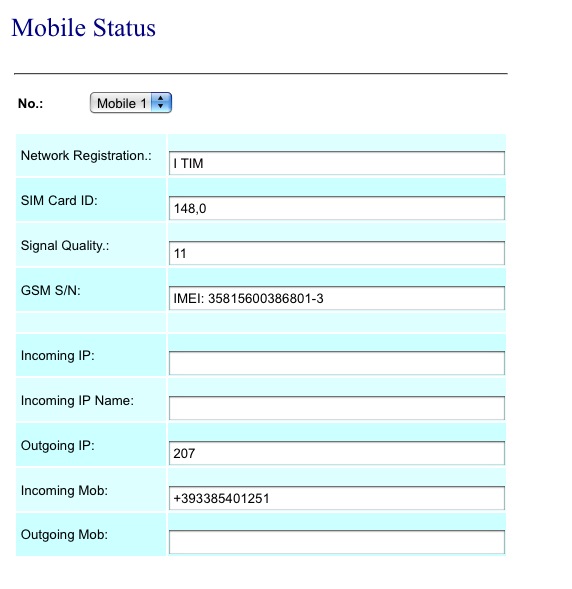 Mobile Status
No.: Mobile 1
Network Registration.: I TIM
SIM Card ID: 148,0
Signal Quality.: 11
GSM S/N: IMEI: 35815600386801-3
Incoming IP:
Incoming IP Name:
Outgoing IP: 207
Incoming Mob: +393385401251
Outgoing Mob: